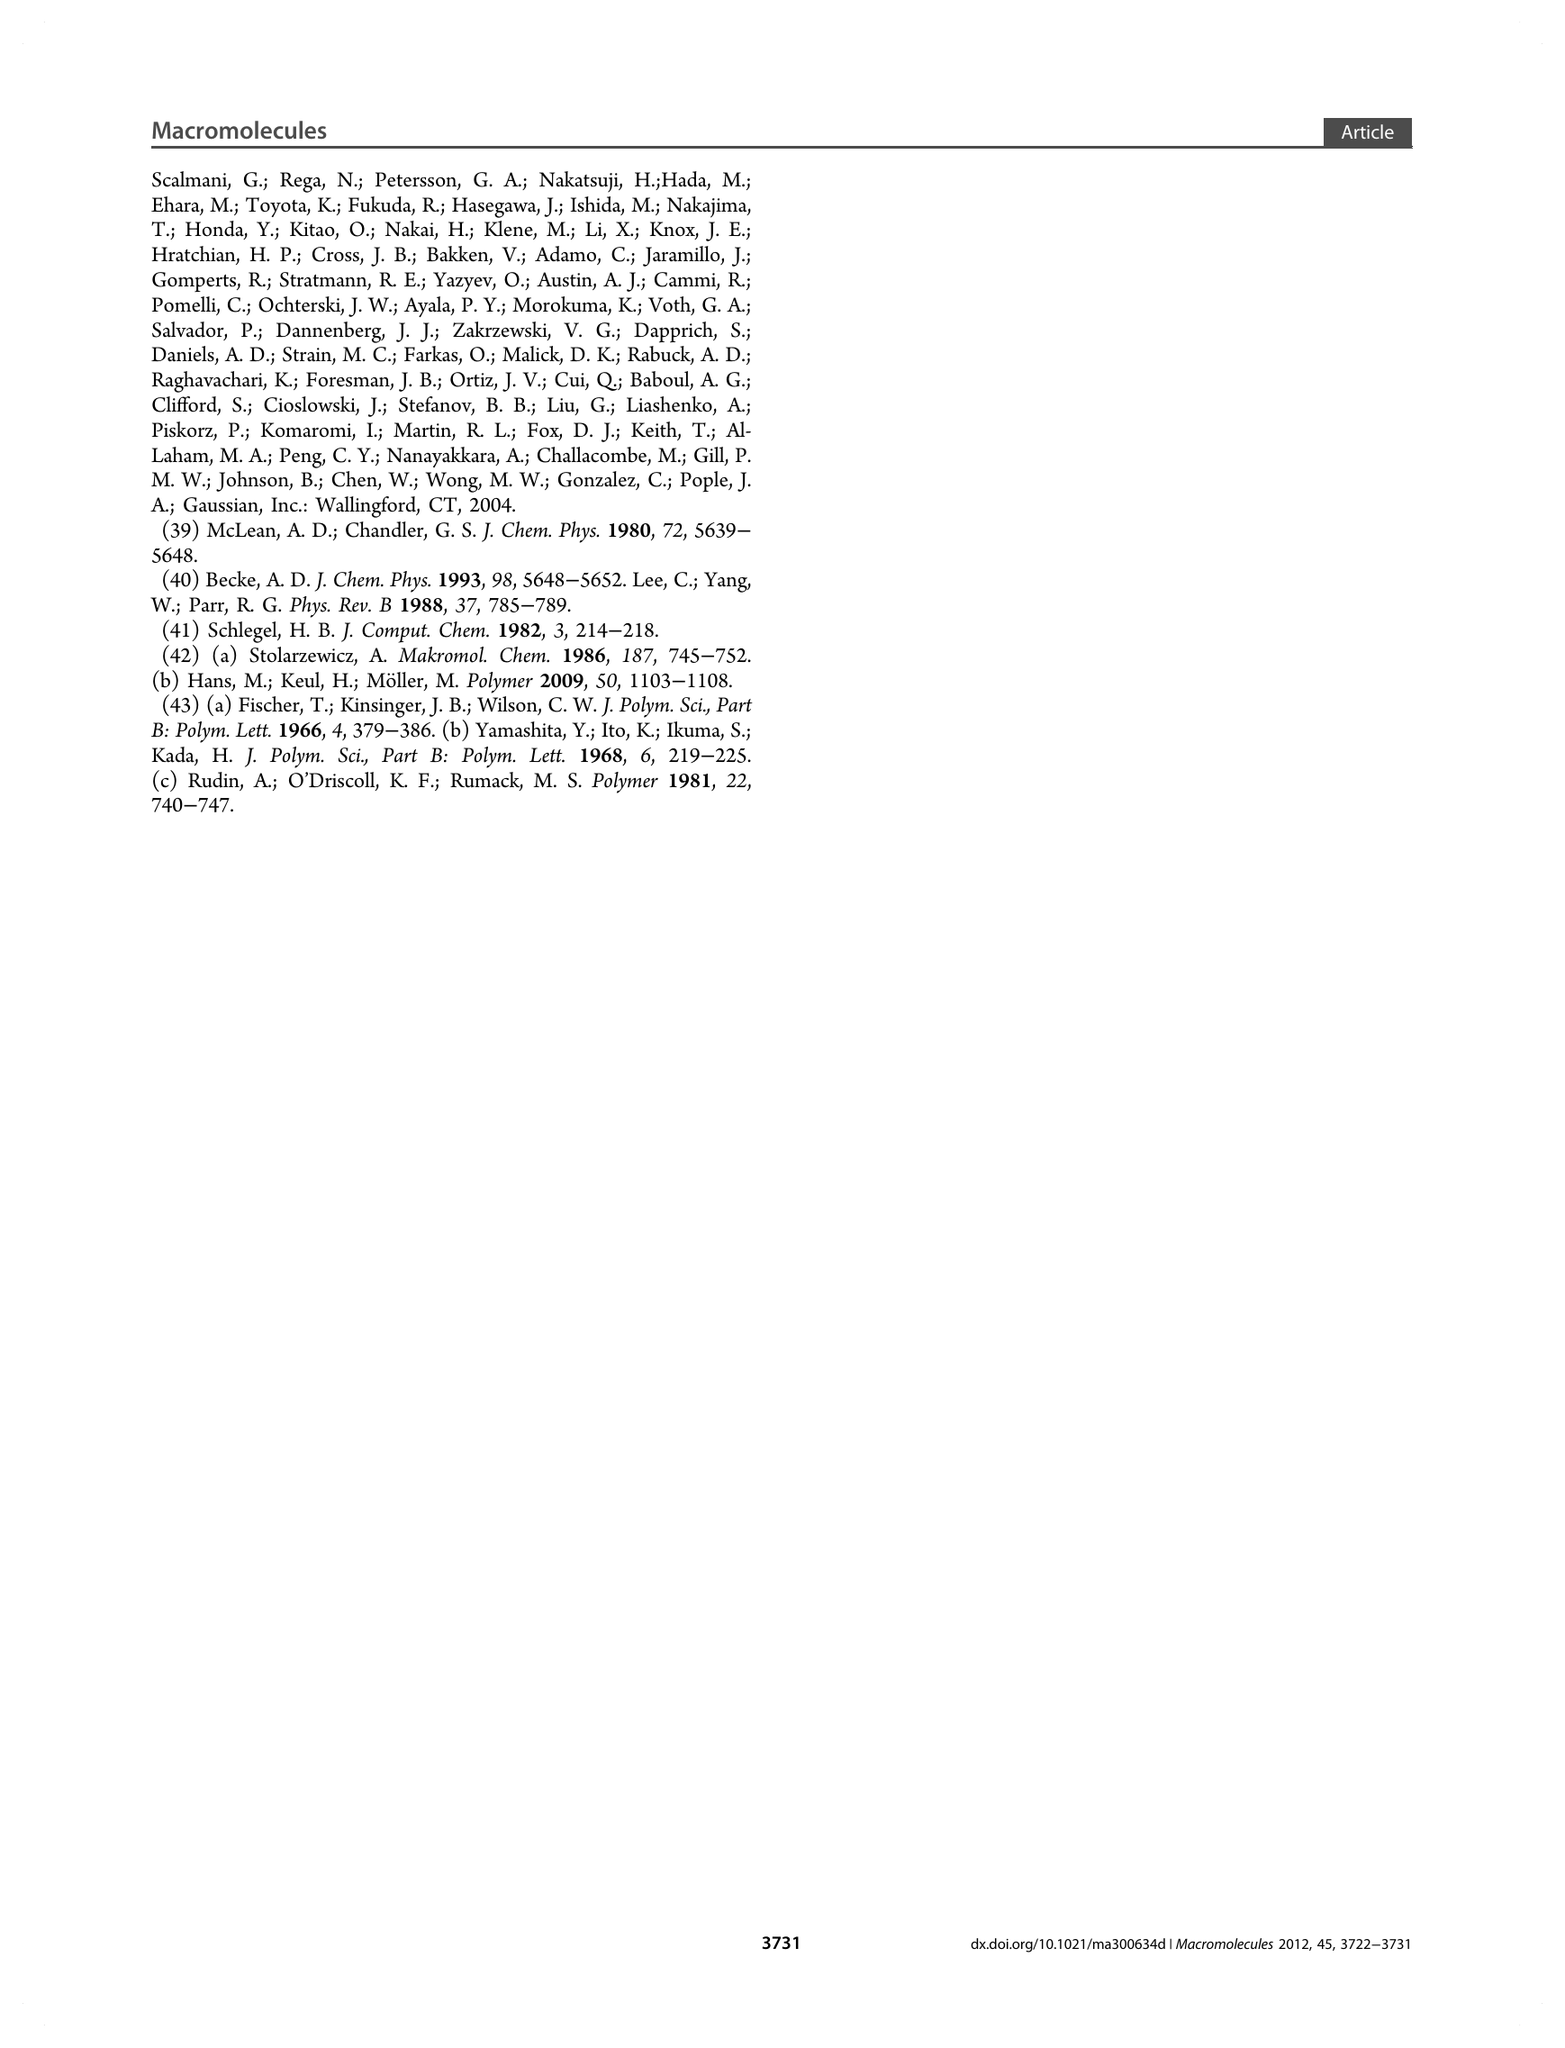 Macromolecules
Article
Scalmani, G.; Rega, N.; Petersson, G. A.; Nakatsuji, H.;Hada, M.;
Ehara, M.; Toyota, K.; Fukuda, R.; Hasegawa, J.; Ishida, M.; Nakajima,
T.; Honda, Y.; Kitao, O.; Nakai, H.; Klene, M.; Li, X.; Knox, J. E.;
Hratchian, H. P.; Cross, J. B.; Bakken, V.; Adamo, C.; Jaramillo, J.;
Gomperts, R.; Stratmann, R. E.; Yazyev, O.; Austin, A. J.; Cammi, R.;
Pomelli, C.; Ochterski, J. W.; Ayala, P. Y.; Morokuma, K.; Voth, G. A.;
Salvador, P.; Dannenberg, J. J.; Zakrzewski, V. G.; Dapprich, S.;
Daniels, A. D.; Strain, M. C.; Farkas, O.; Malick, D. K.; Rabuck, A. D.;
Raghavachari, K.; Foresman, J. B.; Ortiz, J. V.; Cui, Q.; Baboul, A. G.;
Clifford, S.; Cioslowski, J.; Stefanov, B. B.; Liu, G.; Liashenko, A.;
Piskorz, P.; Komaromi, I.; Martin, R. L.; Fox, D. J.; Keith, T.; Al-
Laham, M. A.; Peng, C. Y.; Nanayakkara, A.; Challacombe, M.; Gill, P.
M. W.; Johnson, B.; Chen, W.; Wong, M. W.; Gonzalez, C.; Pople, J.
A.; Gaussian, Inc.: Wallingford, CT, 2004.
(39) McLean, A. D.; Chandler, G. S. J. Chem. Phys. 1980, 72, 5639−
5648.
(40) Becke, A. D. J. Chem. Phys. 1993, 98, 5648−5652. Lee, C.; Yang,
W.; Parr, R. G. Phys. Rev. B 1988, 37, 785−789.
(41) Schlegel, H. B. J. Comput. Chem. 1982, 3, 214−218.
(42) (a) Stolarzewicz, A. Makromol. Chem. 1986, 187, 745−752.
(b) Hans, M.; Keul, H.; Möller, M. Polymer 2009, 50, 1103−1108.
(43) (a) Fischer, T.; Kinsinger, J. B.; Wilson, C. W. J. Polym. Sci., Part
B: Polym. Lett. 1966, 4, 379−386. (b) Yamashita, Y.; Ito, K.; Ikuma, S.;
Kada, H. J. Polym. Sci., Part B: Polym. Lett. 1968, 6, 219−225.
(c) Rudin, A.; O'Driscoll, K. F.; Rumack, M. S. Polymer 1981, 22,
740−747.
3731
dx.doi.org/10.1021/ma300634d | Macromolecules 2012, 45, 3722−3731